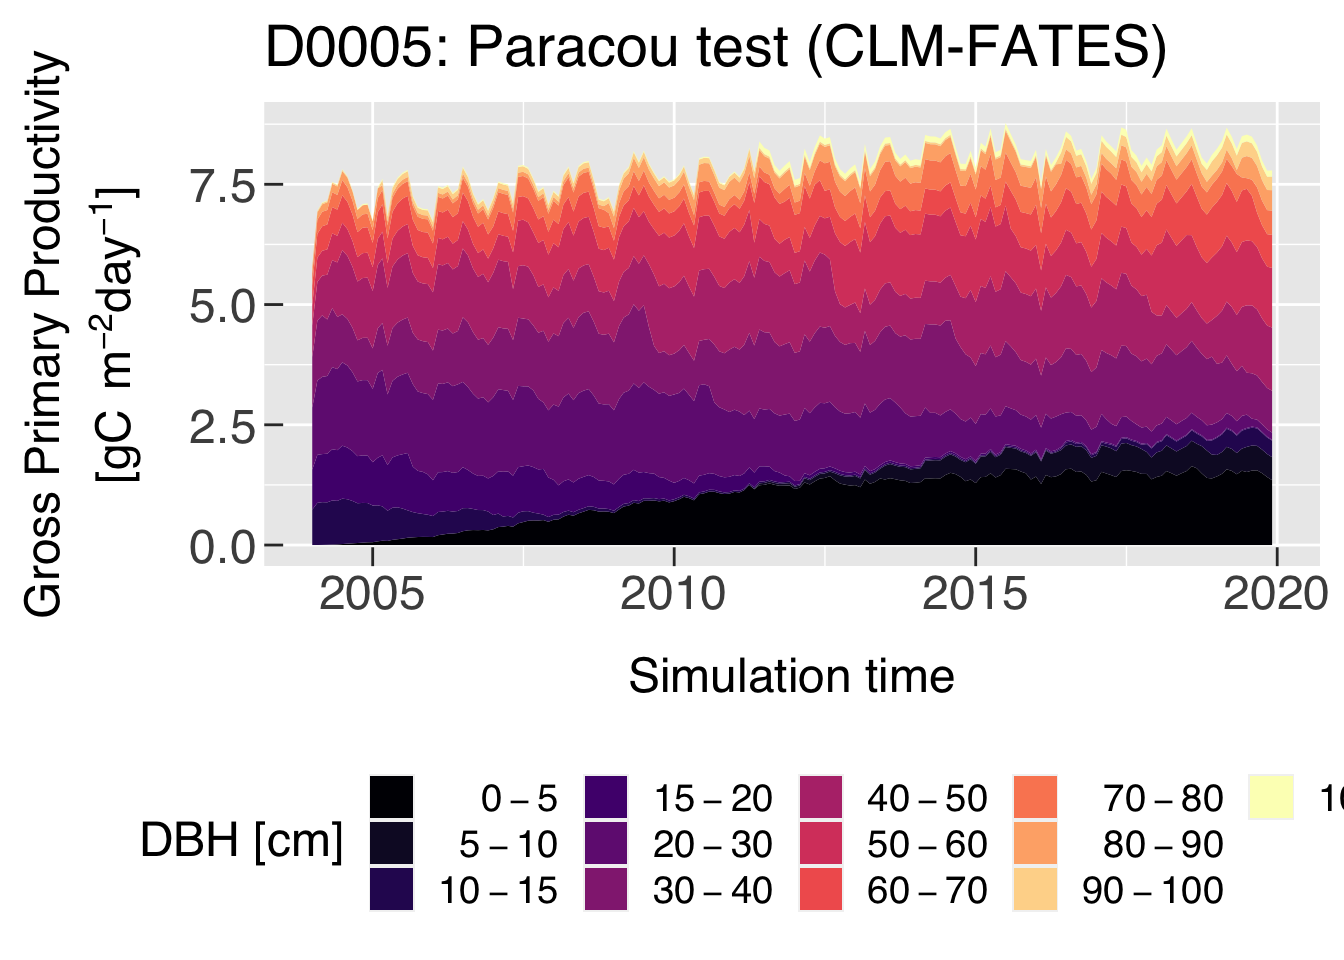 D0005: Paracou test (CLM-FATES)
Gross Primary Productivity
[gC m⁻²day⁻¹]
7.5
5.0
2.5
0.0
2005 2010 2015 2020
Simulation time
DBH [cm]
0 – 5
5 – 10
10 – 15
15 – 20
20 – 30
30 – 40
40 – 50
50 – 60
60 – 70
70 – 80
80 – 90
90 – 100